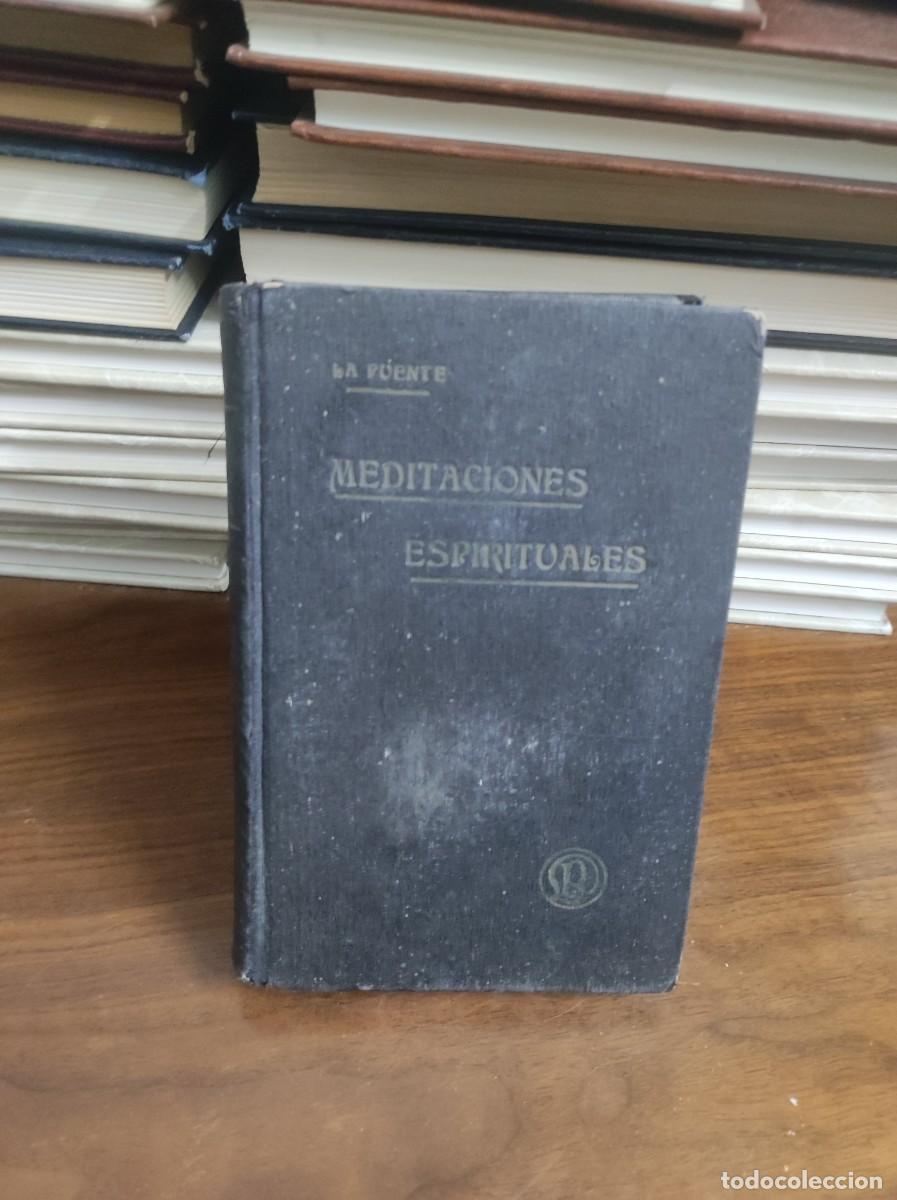 LA PUENTE
MEDITACIONES
ESPIRITUALES
todocoleccion